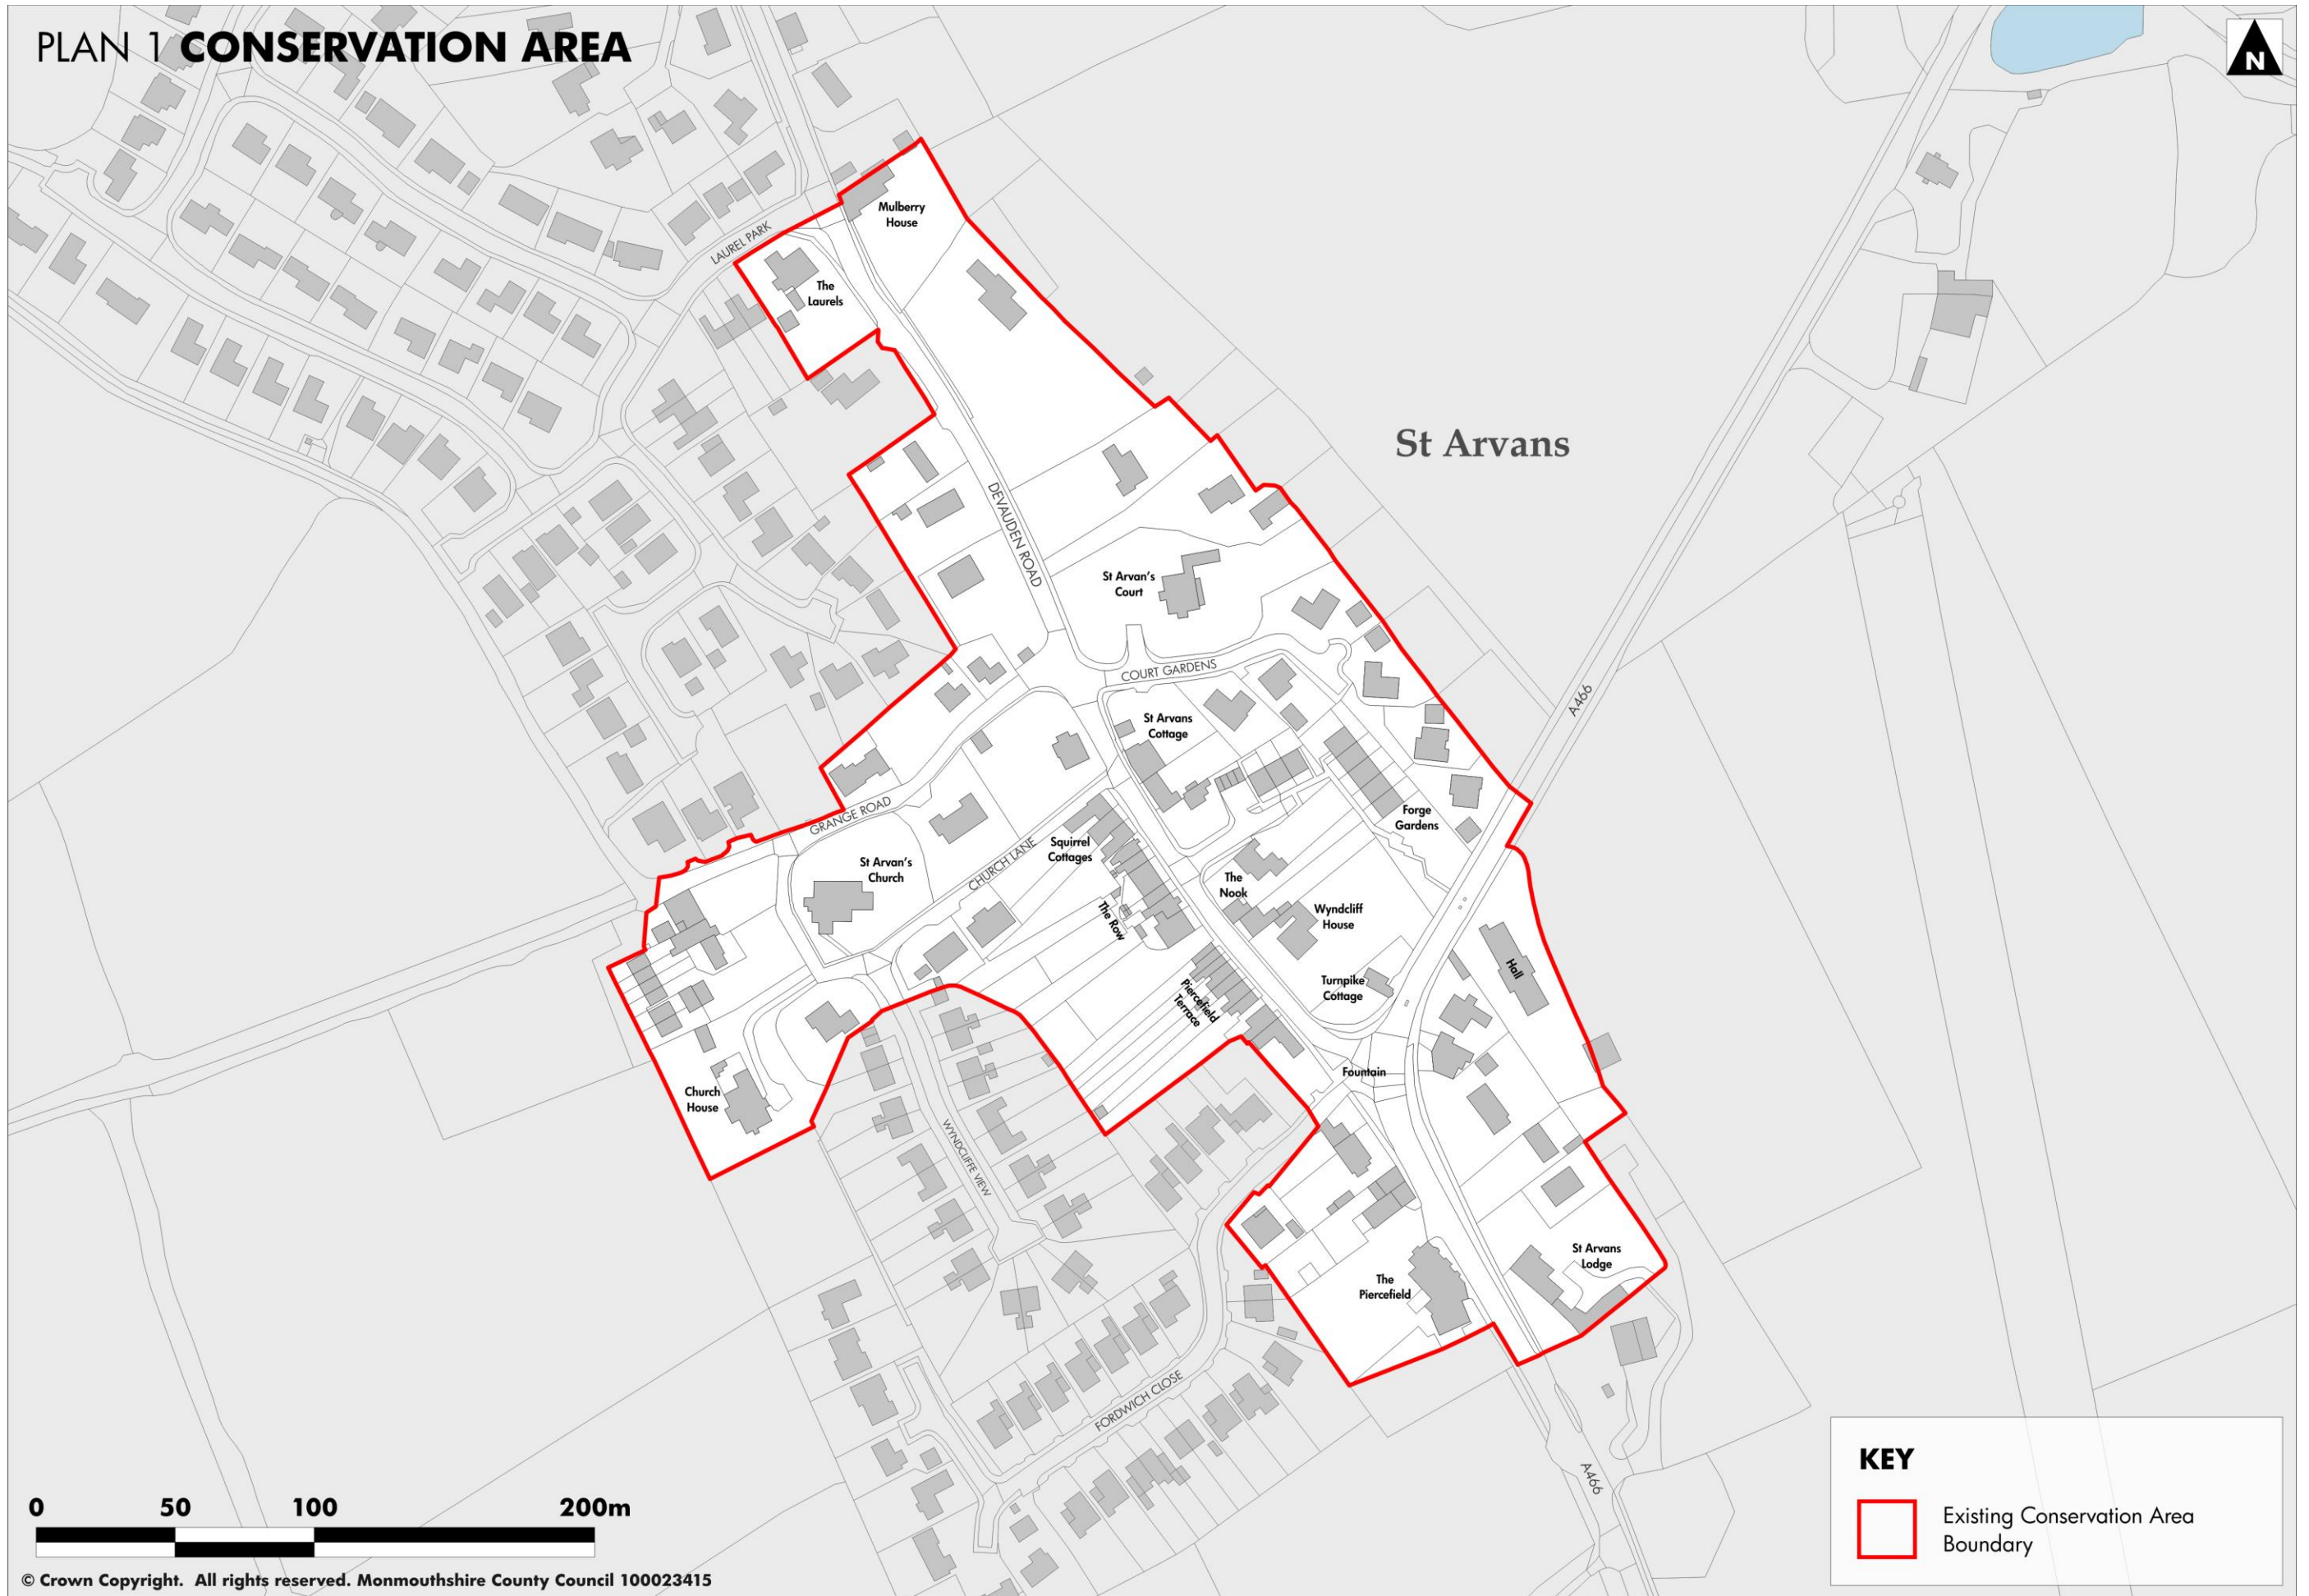 PLAN 1 CONSERVATION AREA
N
Mulberry
House
LAUREL PARK
The
Laurels
St Arvans
DEVAUDEN ROAD
St Arvan's
Court
COURT GARDENS
A466
St Arvans
Cottage
Forge
Gardens
GRANGE ROAD
Squirrel
Cottages
CHURCH LANE
St Arvan's
Church
The
Nook
The Row
Wyndcliff
House
Hall
Turnpike
Cottage
Piercefield
Terrace
Fountain
Church
House
WYNDCLIFFE VIEW
St Arvans
Lodge
The
Piercefield
FORDWICH CLOSE
A466
KEY
Existing Conservation Area
Boundary
0 50 100 200m
© Crown Copyright. All rights reserved. Monmouthshire County Council 100023415